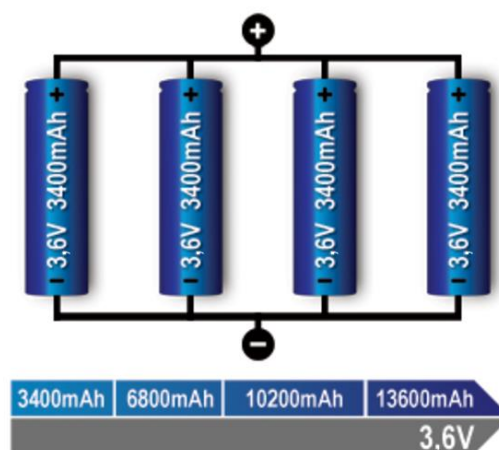 +
+ 3,6V 3400mAh −
+ 3,6V 3400mAh −
+ 3,6V 3400mAh −
+ 3,6V 3400mAh −
−
3400mAh 6800mAh 10200mAh 13600mAh
3,6V